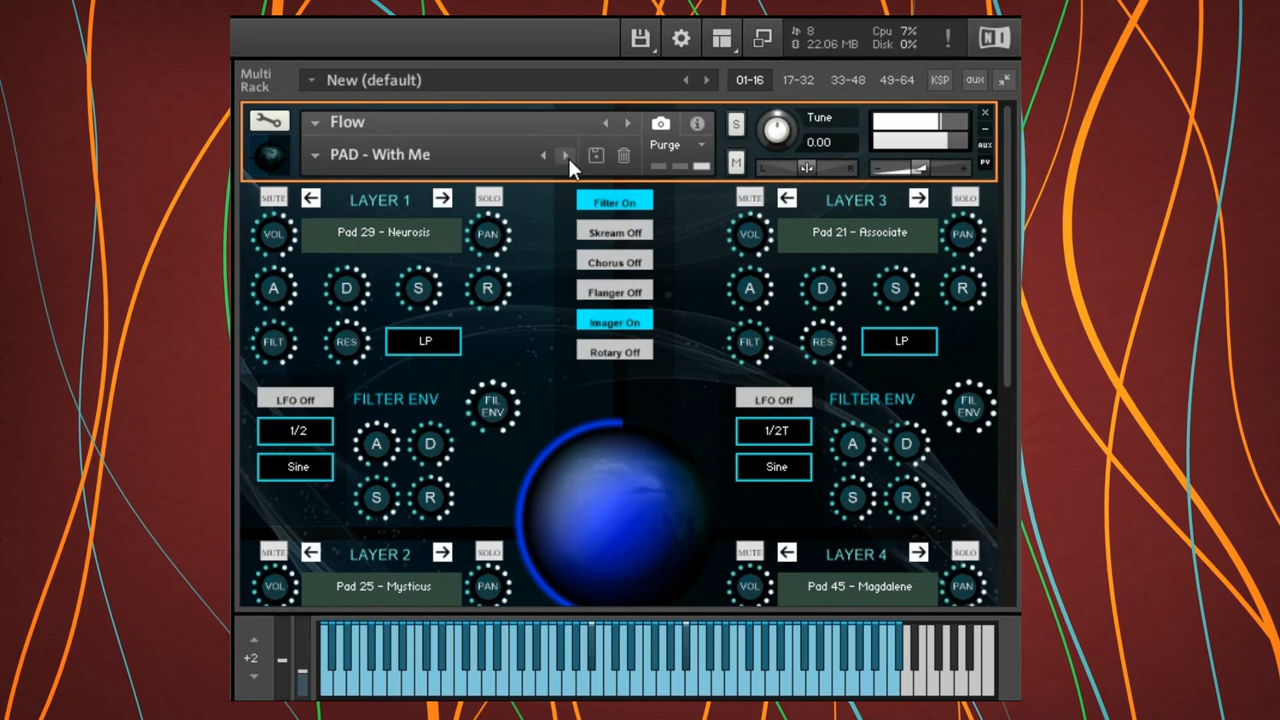 8
22.06 MB
Cpu 7%
Disk 0%
!
NI
Multi
Rack
New (default)
01-16
17-32
33-48
49-64
KSP
aux
Flow
Purge
S
Tune
0.00
AUX
PV
PAD - With Me
M
L
R
MUTE
LAYER 1
SOLO
VOL
Pad 29 - Neurosis
PAN
A
D
S
R
FILT
RES
LP
LFO Off
FILTER ENV
FIL
ENV
1/2
Sine
A
D
S
R
Filter On
Skream Off
Chorus Off
Flanger Off
Imager On
Rotary Off
MUTE
LAYER 3
SOLO
VOL
Pad 21 - Associate
PAN
A
D
S
R
FILT
RES
LP
LFO Off
FILTER ENV
FIL
ENV
1/2T
Sine
A
D
S
R
MUTE
LAYER 2
SOLO
VOL
Pad 25 - Mysticus
PAN
MUTE
LAYER 4
SOLO
VOL
Pad 45 - Magdalene
PAN
+2